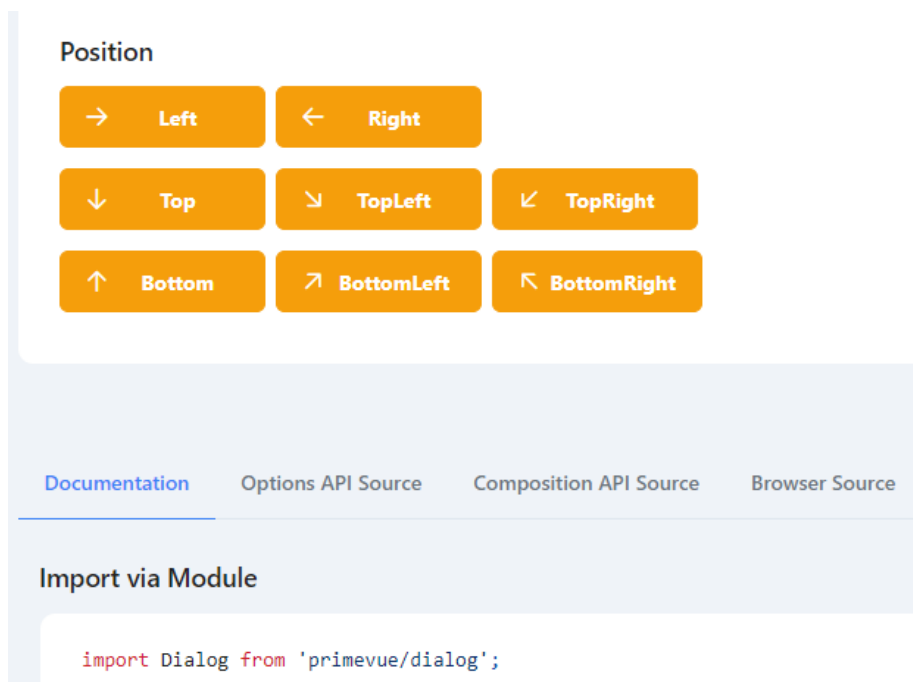 Position
Left Right
Top TopLeft TopRight
Bottom BottomLeft BottomRight
Documentation Options API Source Composition API Source Browser Source
Import via Module
import Dialog from 'primevue/dialog';